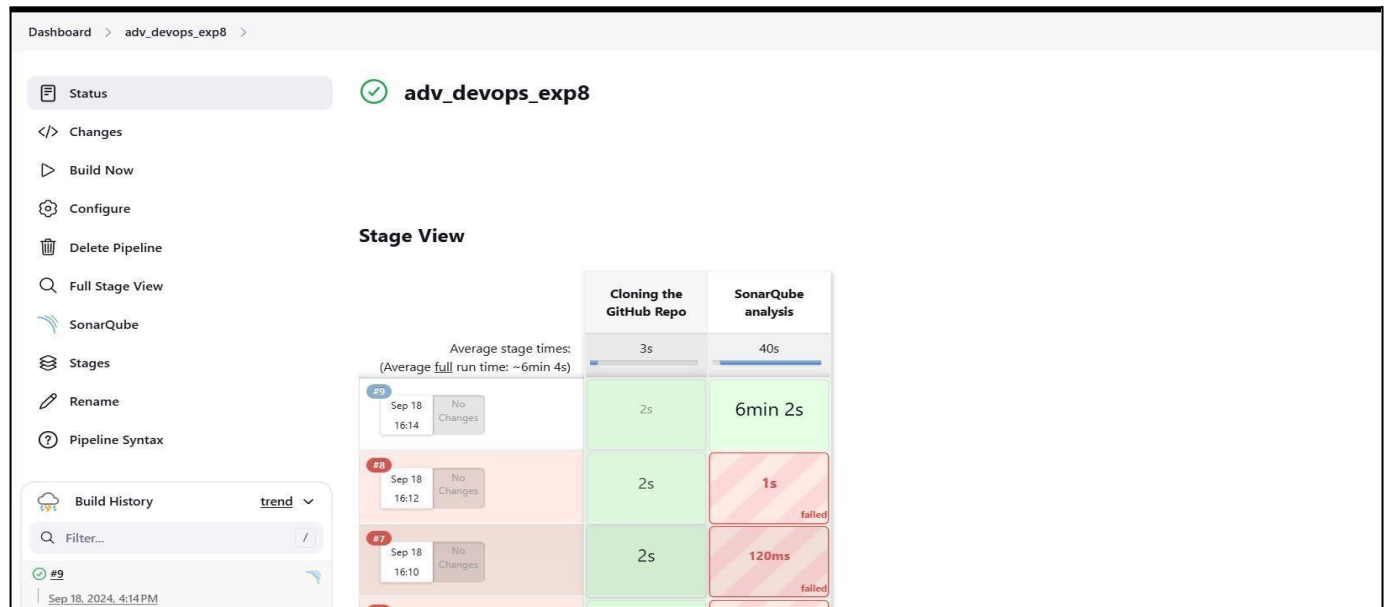 Dashboard > adv_devops_exp8 >
Status
</> Changes
Build Now
Configure
Delete Pipeline
Full Stage View
SonarQube
Stages
Rename
Pipeline Syntax
Build History trend
Filter... /
#9
Sep 18, 2024, 4:14 PM
adv_devops_exp8
Stage View
Cloning the
GitHub Repo
SonarQube
analysis
Average stage times:
(Average full run time: ~6min 4s)
3s
40s
#9
Sep 18
16:14
No
Changes
2s
6min 2s
#8
Sep 18
16:12
No
Changes
2s
1s
failed
#7
Sep 18
16:10
No
Changes
2s
120ms
failed